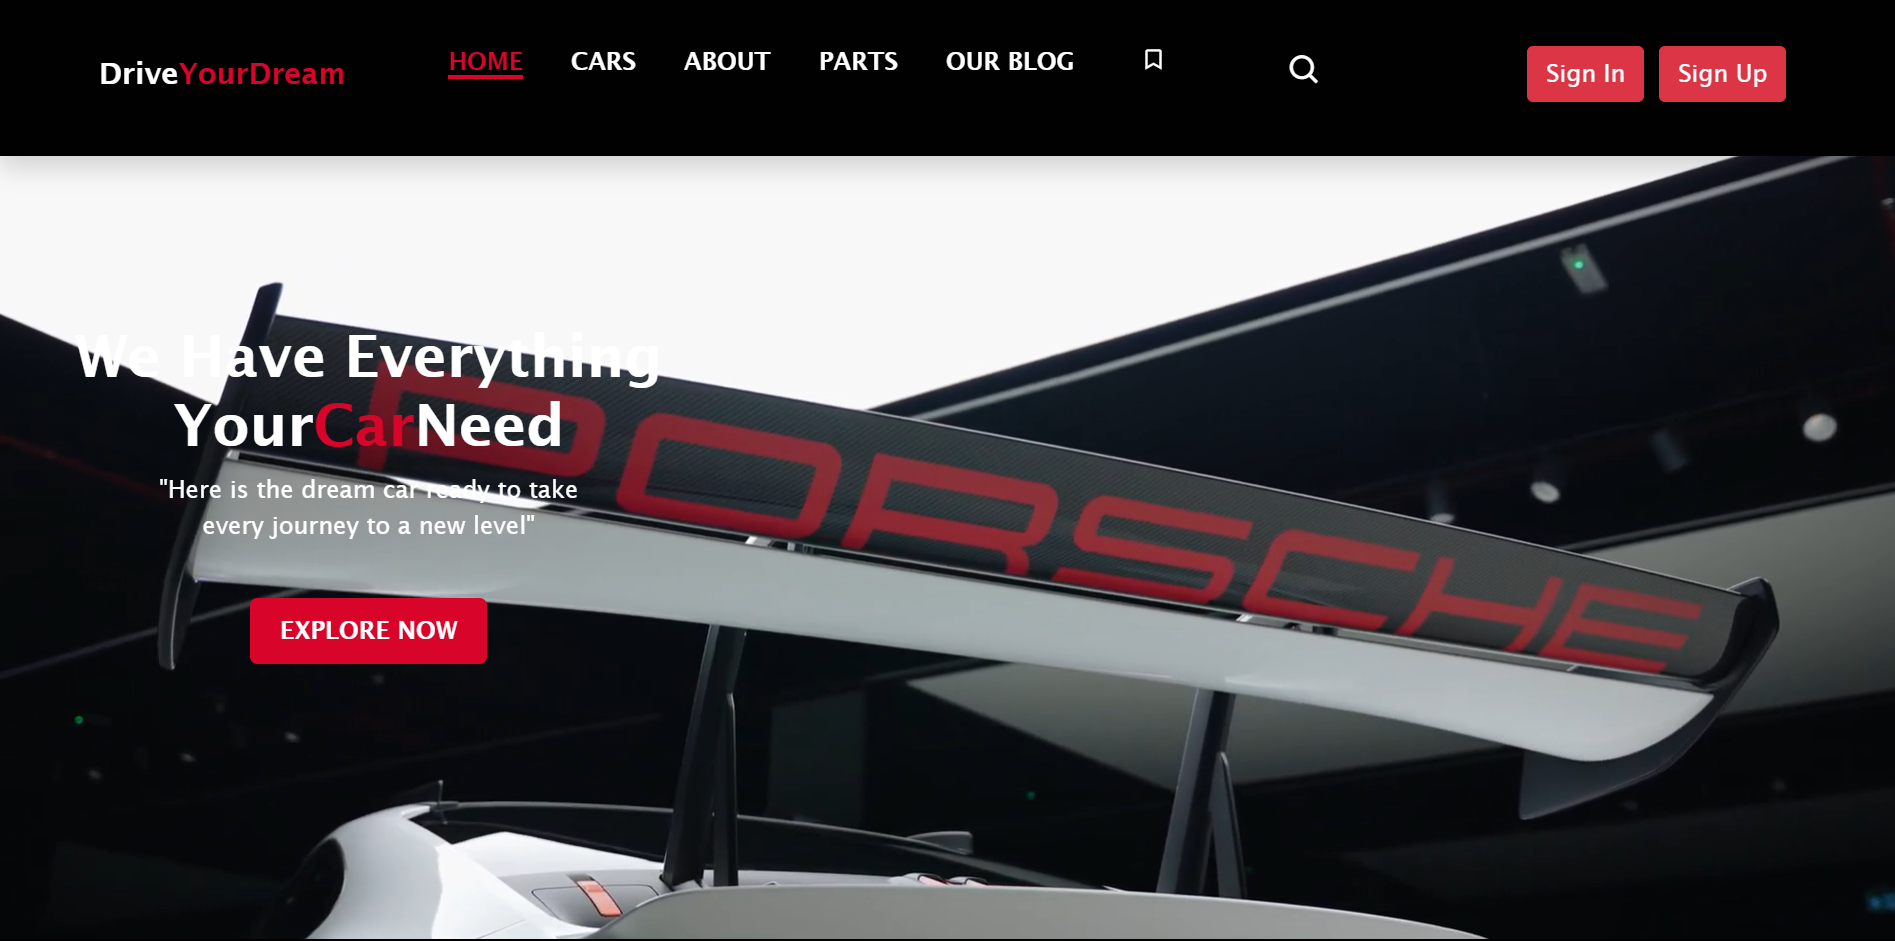 DriveYourDream
HOME
CARS
ABOUT
PARTS
OUR BLOG
Sign In
Sign Up
We Have Everything
YourCarNeed
"Here is the dream car ready to take
every journey to a new level"
EXPLORE NOW
PORSCHE